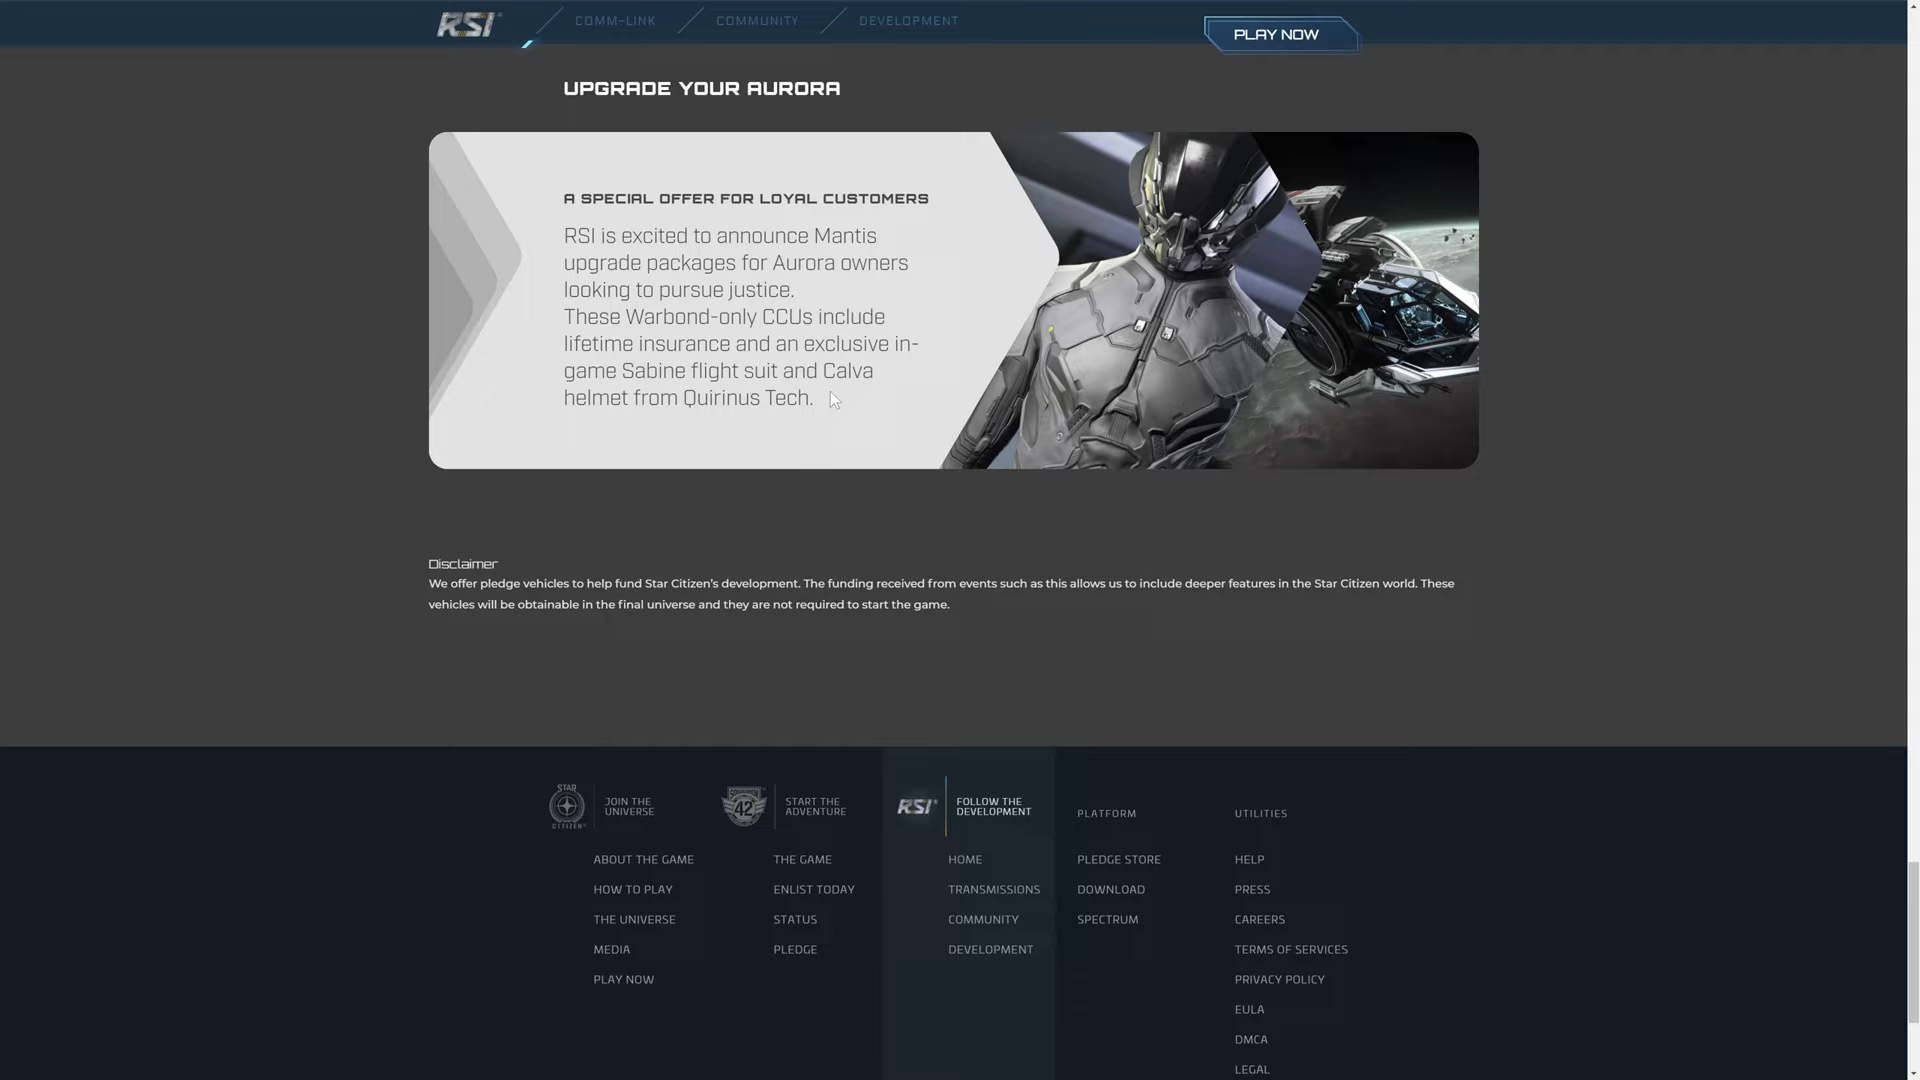 RSI
COMM-LINK
COMMUNITY
DEVELOPMENT
PLAY NOW
UPGRADE YOUR AURORA
A SPECIAL OFFER FOR LOYAL CUSTOMERS
RSI is excited to announce Mantis
upgrade packages for Aurora owners
looking to pursue justice.
These Warbond-only CCUs include
lifetime insurance and an exclusive in-
game Sabine flight suit and Calva
helmet from Quirinus Tech.
Disclaimer
We offer pledge vehicles to help fund Star Citizen's development. The funding received from events such as this allows us to include deeper features in the Star Citizen world. These
vehicles will be obtainable in the final universe and they are not required to start the game.
STAR
CITIZEN
JOIN THE
UNIVERSE
ABOUT THE GAME
HOW TO PLAY
THE UNIVERSE
MEDIA
PLAY NOW
SQUADRON
42
START THE
ADVENTURE
THE GAME
ENLIST TODAY
STATUS
PLEDGE
RSI
FOLLOW THE
DEVELOPMENT
HOME
TRANSMISSIONS
COMMUNITY
DEVELOPMENT
PLATFORM
PLEDGE STORE
DOWNLOAD
SPECTRUM
UTILITIES
HELP
PRESS
CAREERS
TERMS OF SERVICES
PRIVACY POLICY
EULA
DMCA
LEGAL